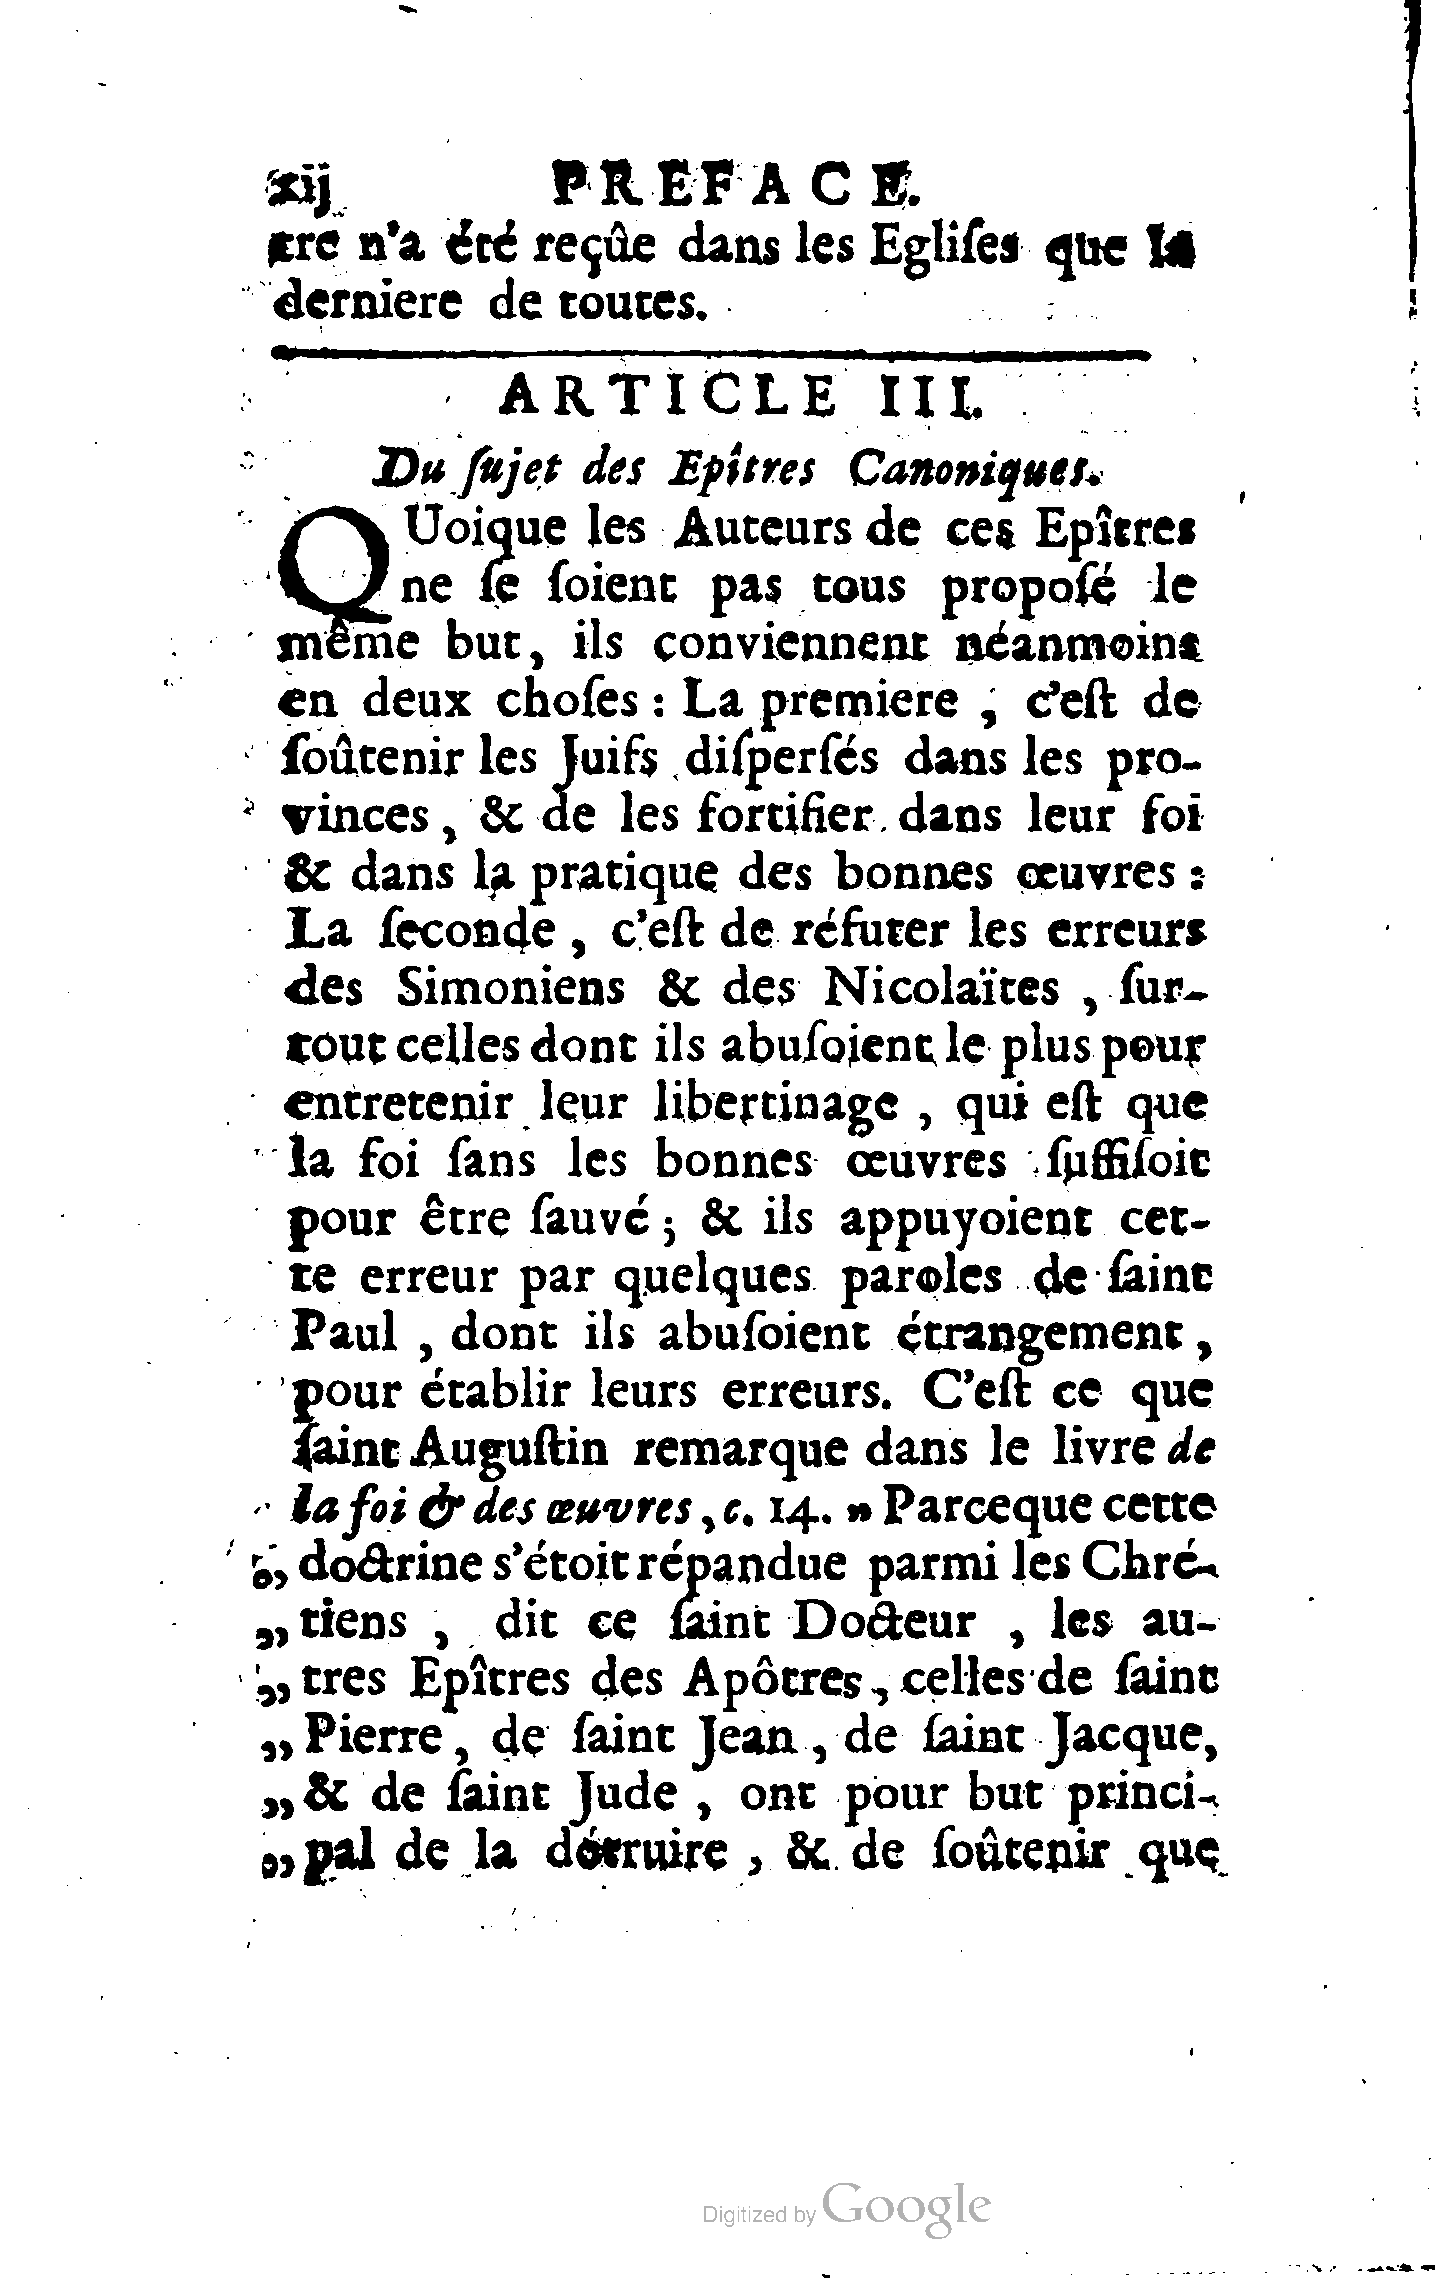 xij PREFACE.
tre n'a été reçûe dans les Egliſes que la
derniere de toutes.
ARTICLE III.
Du ſujet des Epîtres Canoniques.
QUoique les Auteurs de ces Epîtres
ne ſe ſoient pas tous propoſé le
même but, ils conviennent néanmoins
en deux choſes : La premiere , c'eſt de
ſoûtenir les Juifs diſperſés dans les pro-
vinces , & de les fortifier dans leur foi
& dans la pratique des bonnes œuvres :
La ſeconde , c'eſt de réfuter les erreurs
des Simoniens & des Nicolaïtes , ſur-
tout celles dont ils abuſoient le plus pour
entretenir leur libertinage , qui eſt que
la foi ſans les bonnes œuvres ſuffiſoit
pour être ſauvé ; & ils appuyoient cet-
te erreur par quelques paroles de ſaint
Paul , dont ils abuſoient étrangement ,
pour établir leurs erreurs. C'eſt ce que
ſaint Auguſtin remarque dans le livre de
la foi & des œuvres , c. 14. „ Parceque cette
„ doctrine s'étoit répandue parmi les Chré-
„ tiens , dit ce ſaint Docteur , les au-
„ tres Epîtres des Apôtres , celles de ſaint
„ Pierre , de ſaint Jean , de ſaint Jacque,
„ & de ſaint Jude , ont pour but princi-
„ pal de la détruire , & de ſoûtenir que
Digitized by Google